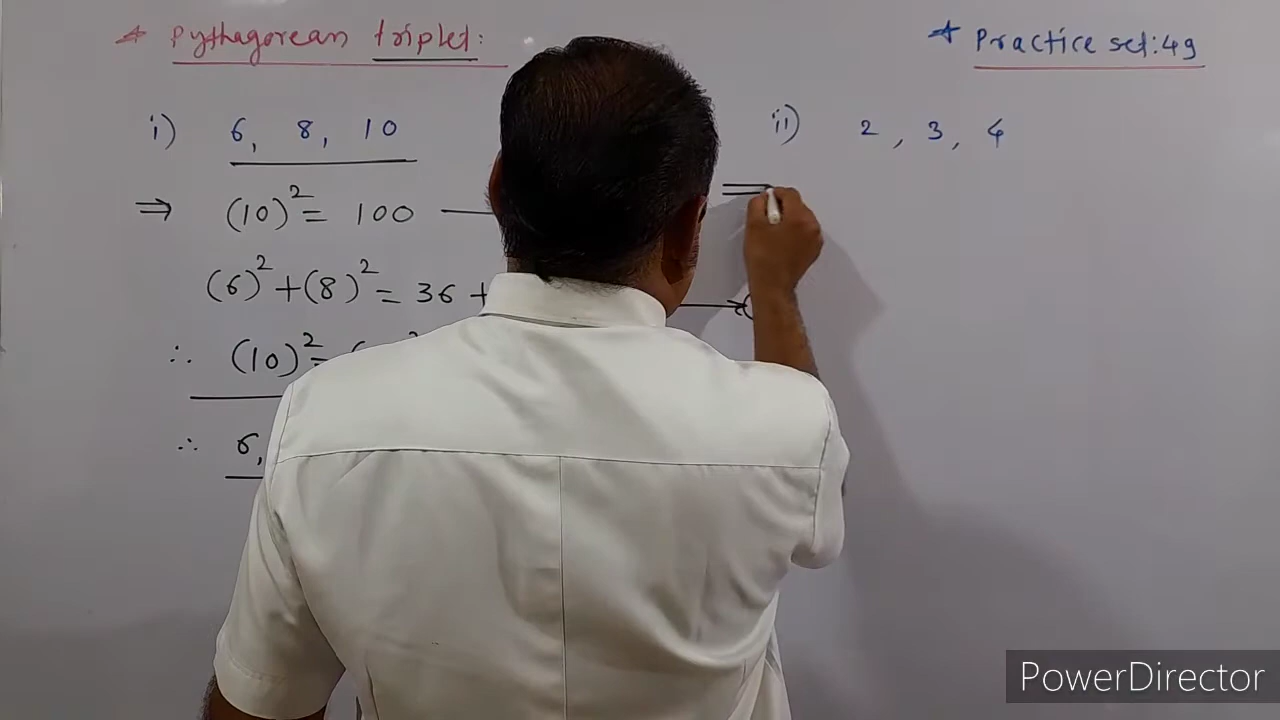 * Pythagorean triplet:
* Practice set:49
i) 6, 8, 10
⇒ (10)² = 100
(6)² + (8)² = 36 +
∴ (10)² =
∴ 6,
ii) 2, 3, 4
PowerDirector